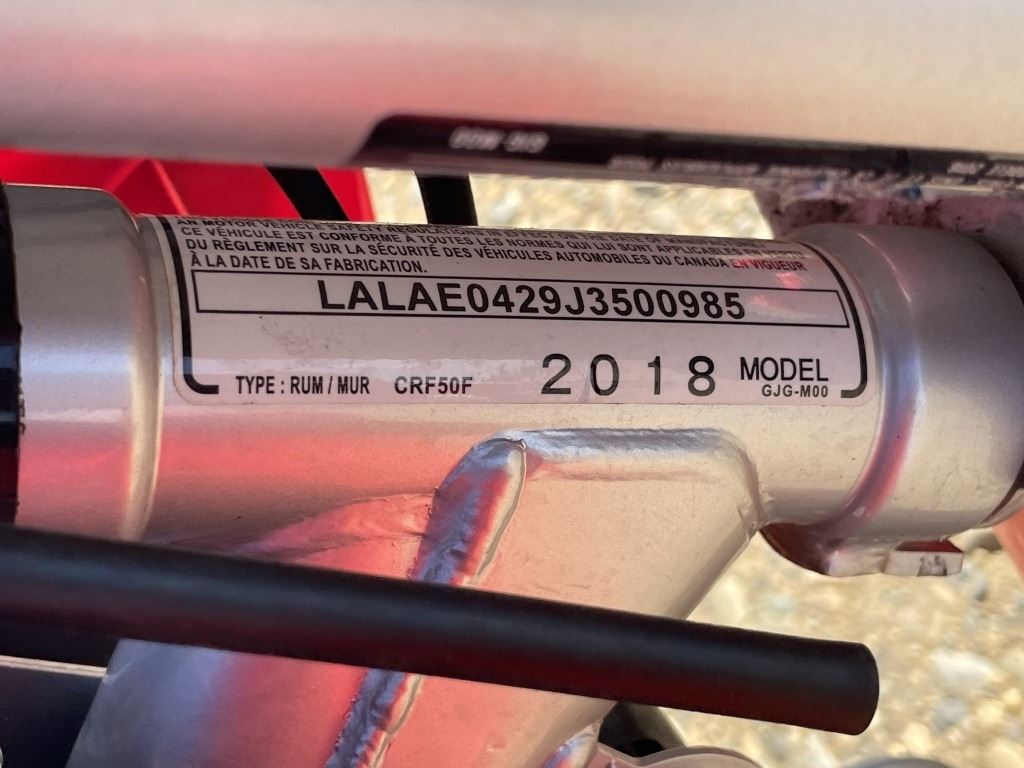 CE VÉHICULE EST CONFORME À TOUTES LES NORMES QUI LUI SONT APPLICABLES EN
DU RÈGLEMENT SUR LA SÉCURITÉ DES VÉHICULES AUTOMOBILES DU CANADA EN VIGUEUR
À LA DATE DE SA FABRICATION.
LALAE0429J3500985
TYPE : RUM / MUR CRF50F 2018 MODEL
GJG-M00